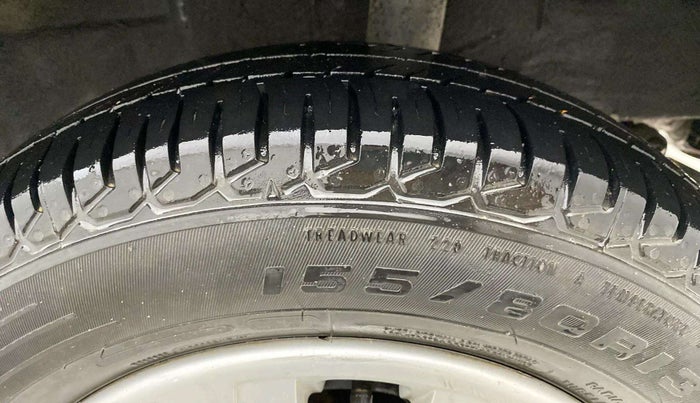 TREADWEAR 220 TRACTION A TEMPERATURE
155/80R13